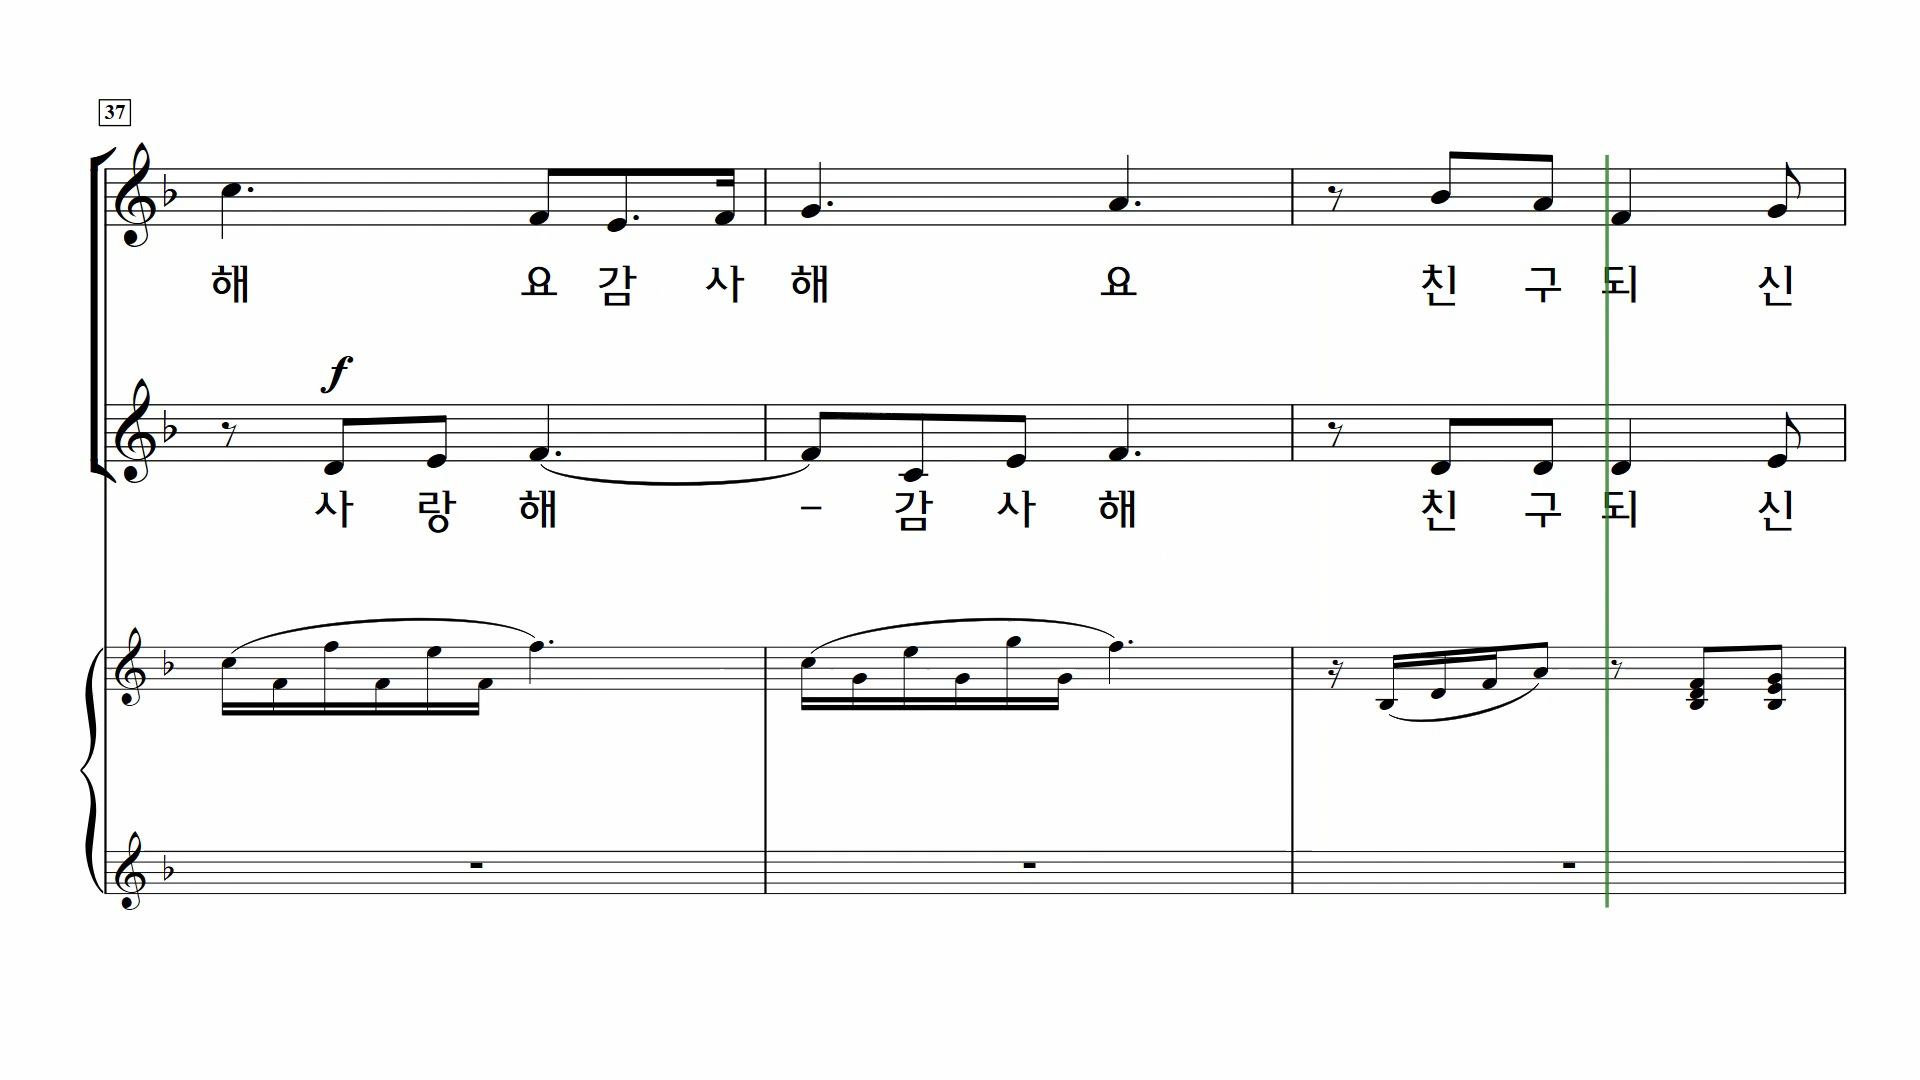 37
해 요 감 사 해 요 친 구 되 신
f
사 랑 해 - 감 사 해 친 구 되 신